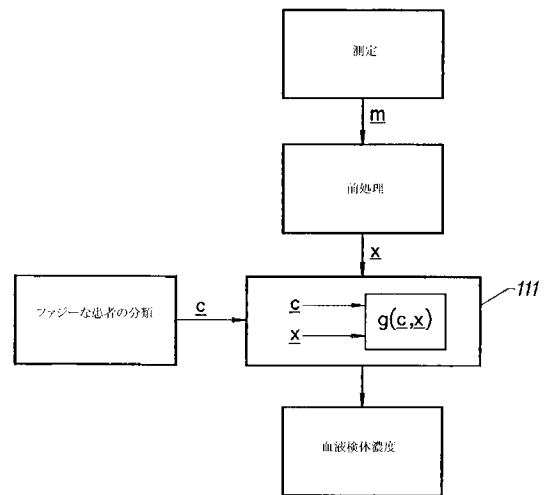 測定
m
前処理
x
ファジーな患者の分類
c
c
x
g(c,x)
111
血液検体濃度